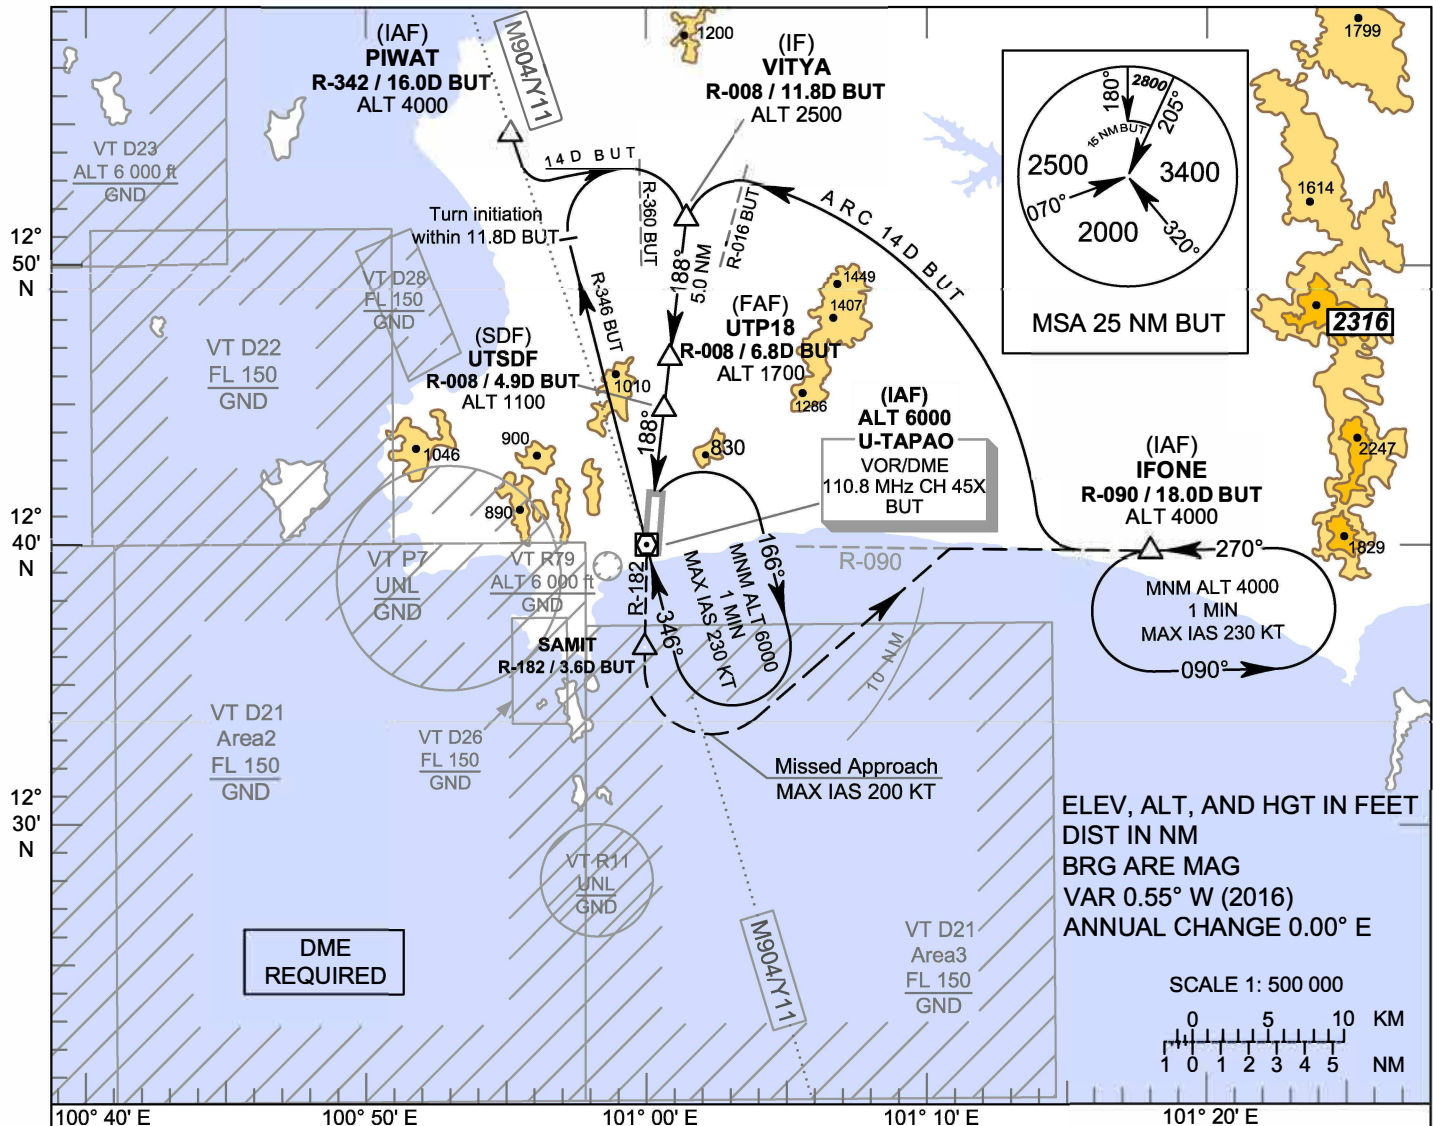 (IAF)
PIWAT
R-342 / 16.0D BUT
ALT 4000
M904/Y11
1200
(IF)
VITYA
R-008 / 11.8D BUT
ALT 2500
1799
180°
2800
205°
15 NM BUT
2500
3400
070°
2000
320°
MSA 25 NM BUT
VT D23
ALT 6 000 ft
GND
14 D BUT
R-360 BUT
R-016 BUT
ARC 14 D BUT
Turn initiation
within 11.8D BUT
1614
12°
50'
N
VT D28
FL 150
GND
R-346 BUT
188°
5.0 NM
1449
1407
(FAF)
UTP18
R-008 / 6.8D BUT
ALT 1700
2316
VT D22
FL 150
GND
(SDF)
UTSDF
R-008 / 4.9D BUT
ALT 1100
1010
1286
188°
(IAF)
ALT 6000
U-TAPAO
VOR/DME
110.8 MHz CH 45X
BUT
1046
900
830
890
(IAF)
IFONE
R-090 / 18.0D BUT
ALT 4000
2247
1829
12°
40'
N
VT P7
UNL
GND
VT R79
ALT 6 000 ft
GND
R-182
346°
166°
MNM ALT 6000
1 MIN
MAX IAS 230 KT
R-090
270°
MNM ALT 4000
1 MIN
MAX IAS 230 KT
090°
SAMIT
R-182 / 3.6D BUT
10 NM
VT D21
Area2
FL 150
GND
VT D26
FL 150
GND
Missed Approach
MAX IAS 200 KT
12°
30'
N
VT R11
UNL
GND
ELEV, ALT, AND HGT IN FEET
DIST IN NM
BRG ARE MAG
VAR 0.55° W (2016)
ANNUAL CHANGE 0.00° E
DME
REQUIRED
M904/Y11
VT D21
Area3
FL 150
GND
SCALE 1: 500 000
0 5 10 KM
1 0 1 2 3 4 5 NM
100° 40' E
100° 50' E
101° 00' E
101° 10' E
101° 20' E